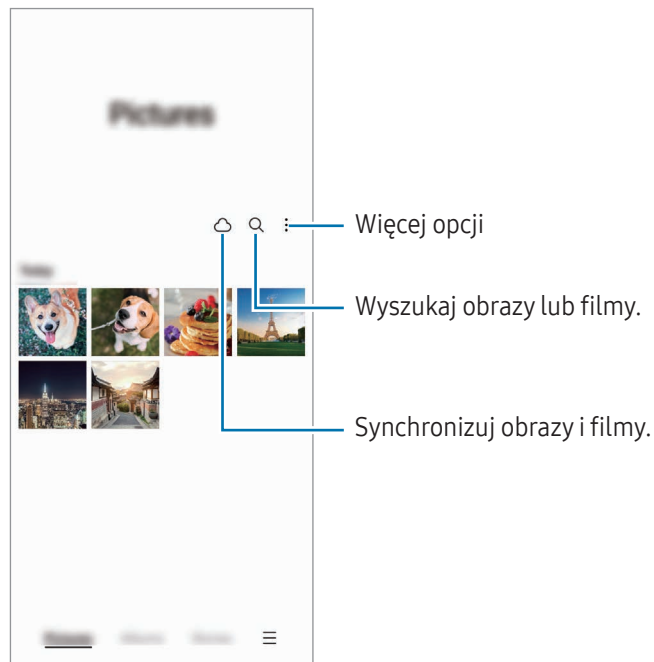 Pictures
Więcej opcji
Wyszukaj obrazy lub filmy.
Synchronizuj obrazy i filmy.